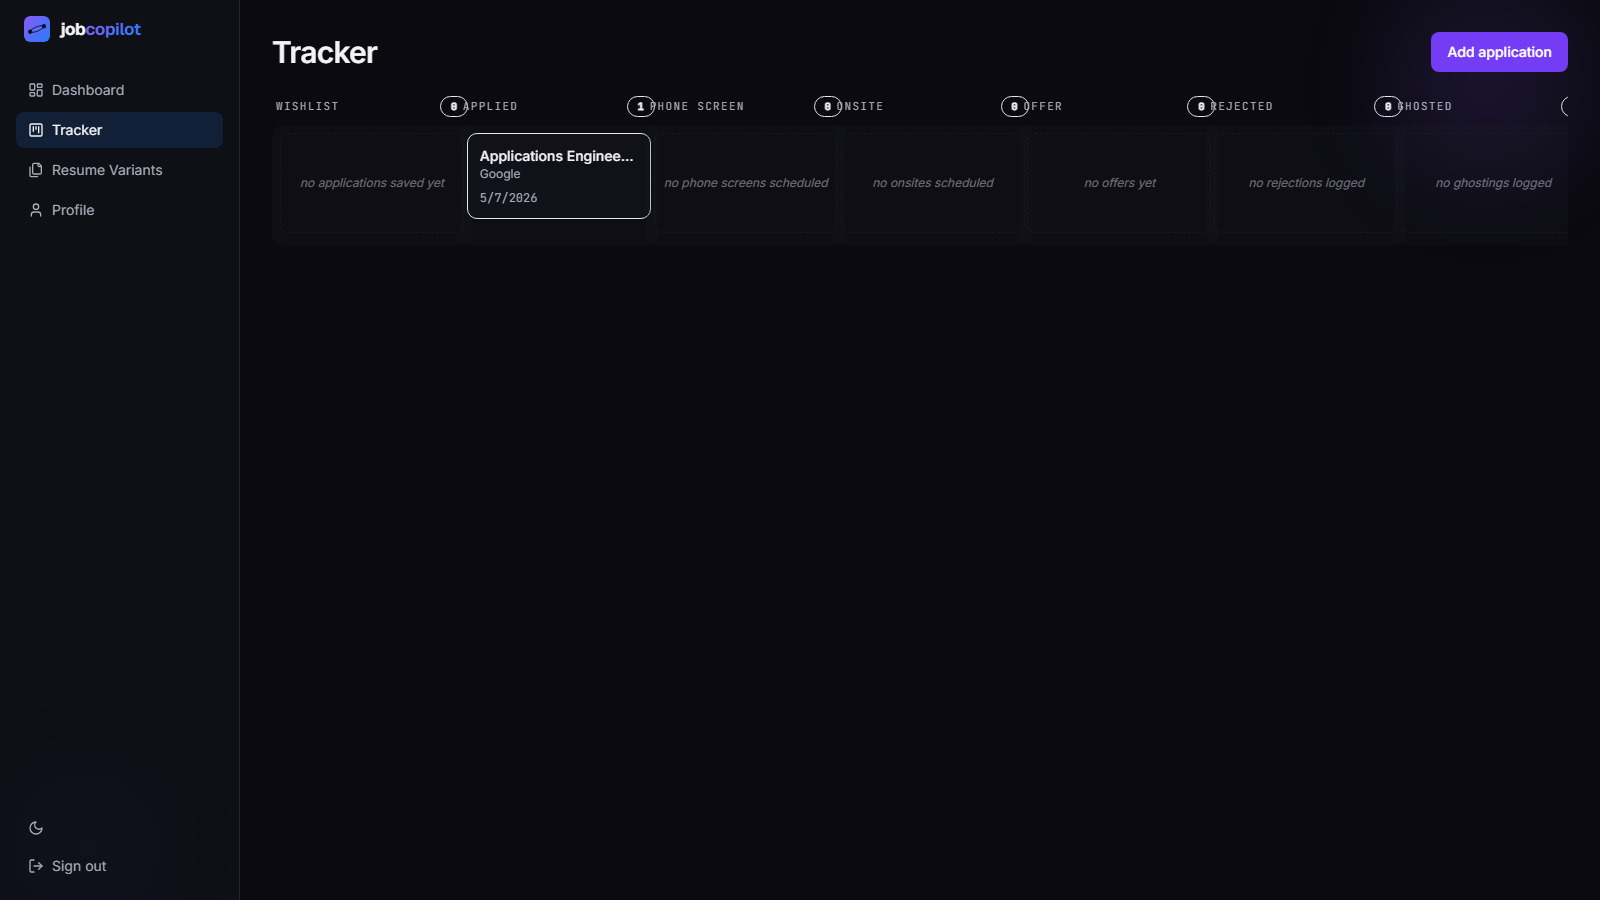 jobcopilot
Dashboard
Tracker
Resume Variants
Profile
Sign out
Tracker
Add application
WISHLIST 0
APPLIED 1
PHONE SCREEN 0
ONSITE 0
OFFER 0
REJECTED 0
GHOSTED
no applications saved yet
Applications Enginee...
Google
5/7/2026
no phone screens scheduled
no onsites scheduled
no offers yet
no rejections logged
no ghostings logged